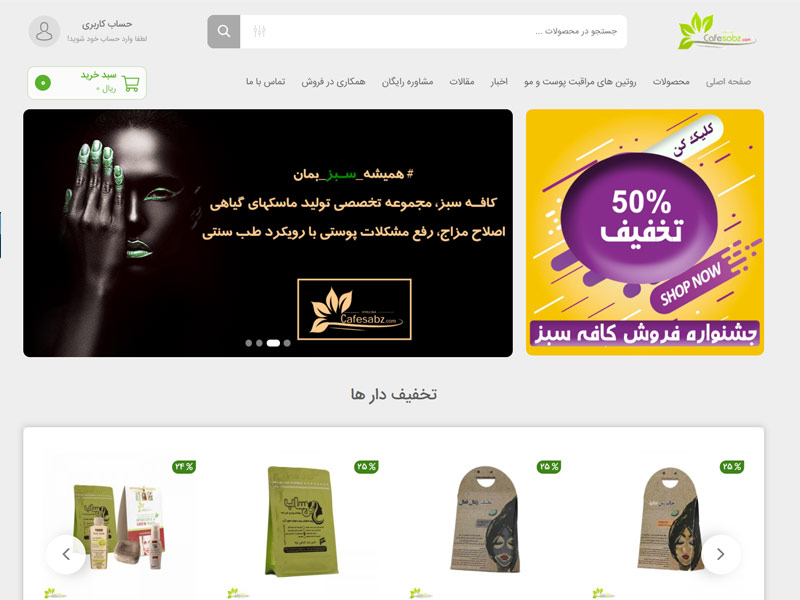 Cafesabz.com
جستجو در محصولات ...
حساب کاربری
لطفا وارد حساب خود شوید!
صفحه اصلی
محصولات
روتین های مراقبت پوست و مو
اخبار
مقالات
مشاوره رایگان
همکاری در فروش
تماس با ما
سبد خرید
ریال ۰
۰
کلیک کن
50%
تخفیف
SHOP NOW
جشنواره فروش کافه سبز
# همیشه_سبز_بمان
کافه سبز، مجموعه تخصصی تولید ماسکهای گیاهی
اصلاح مزاج، رفع مشکلات پوستی با رویکرد طب سنتی
Cafesabz.com
تخفیف دار ها
۲۵%
۲۵%
۲۵%
۲۴%